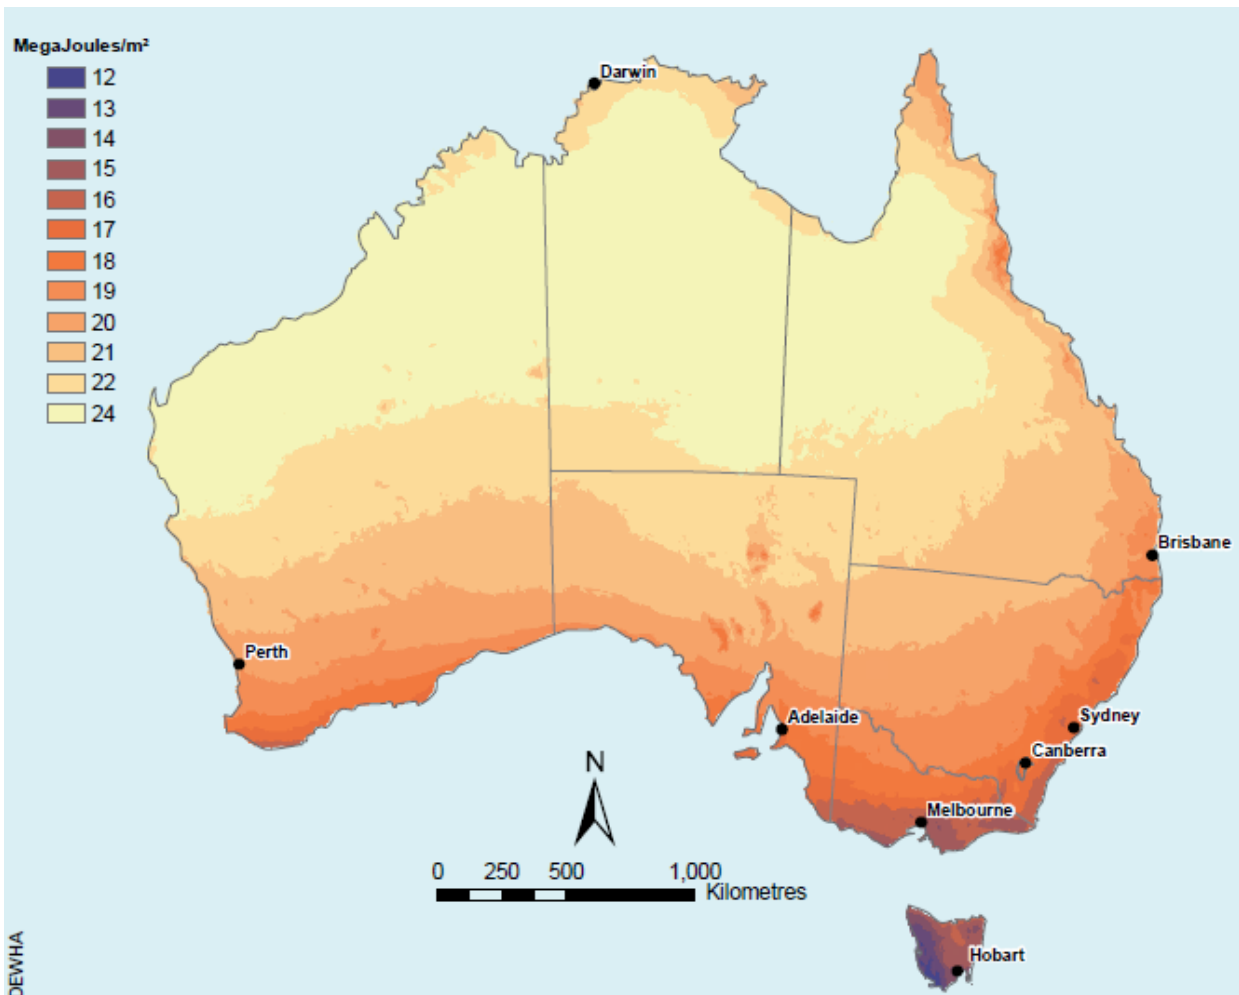 MegaJoules/m²
12
13
14
15
16
17
18
19
20
21
22
24
Darwin
Brisbane
Perth
Adelaide
Sydney
Canberra
Melbourne
N
0 250 500 1,000
Kilometres
Hobart
DEWHA